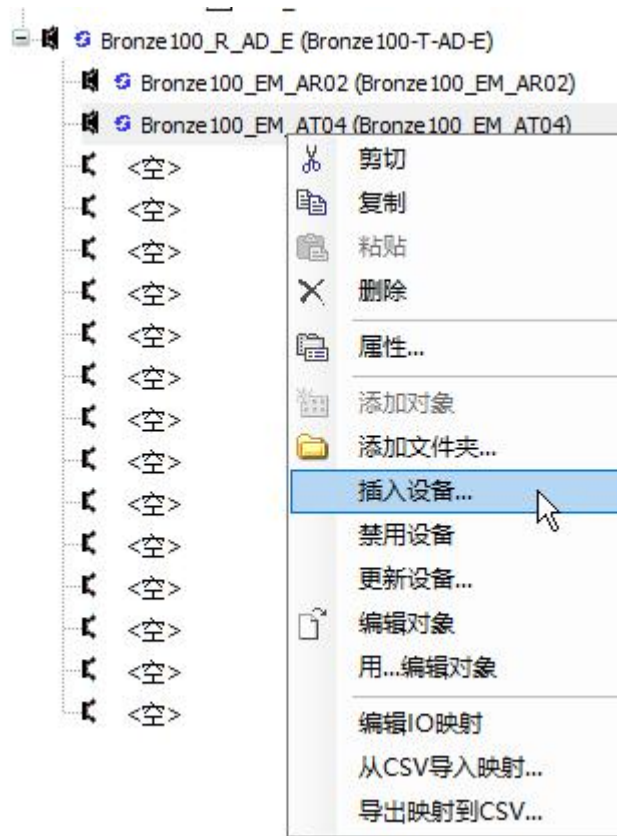 Bronze100_R_AD_E (Bronze100-T-AD-E)
Bronze100_EM_AR02 (Bronze100_EM_AR02)
Bronze100_EM_AT04 (Bronze100_EM_AT04)
<空>
<空>
<空>
<空>
<空>
<空>
<空>
<空>
<空>
<空>
<空>
<空>
<空>
<空>
剪切
复制
粘贴
删除
属性...
添加对象
添加文件夹...
插入设备...
禁用设备
更新设备...
编辑对象
用...编辑对象
编辑IO映射
从CSV导入映射...
导出映射到CSV...